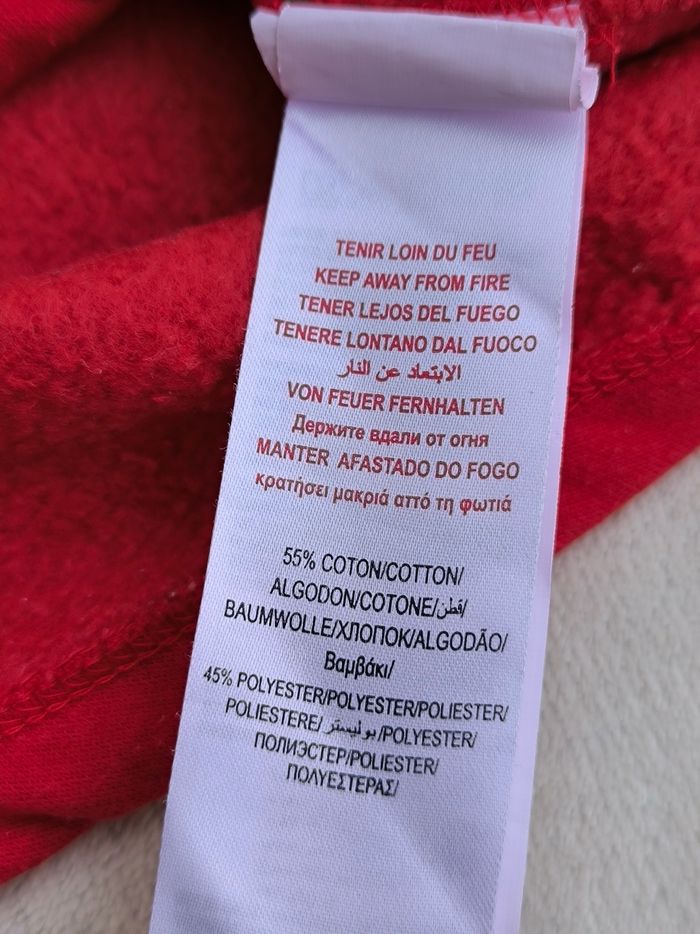 TENIR LOIN DU FEU
KEEP AWAY FROM FIRE
TENER LEJOS DEL FUEGO
TENERE LONTANO DAL FUOCO
الابتعاد عن النار
VON FEUER FERNHALTEN
Держите вдали от огня
MANTER AFASTADO DO FOGO
κρατήσει μακριά αττό τη φωτιά
55% COTON/COTTON/
ALGODON/COTONE/قطن/
BAUMWOLLE/ХЛОПОК/ALGODÃO/
Βαμβάκι/
45% POLYESTER/POLYESTER/POLIESTER/
POLIESTERE/بوليستر/POLYESTER/
ПОЛИЭСТЕР/POLIESTER/
ΠΟΛΥΕΣΤΕΡΑΣ/